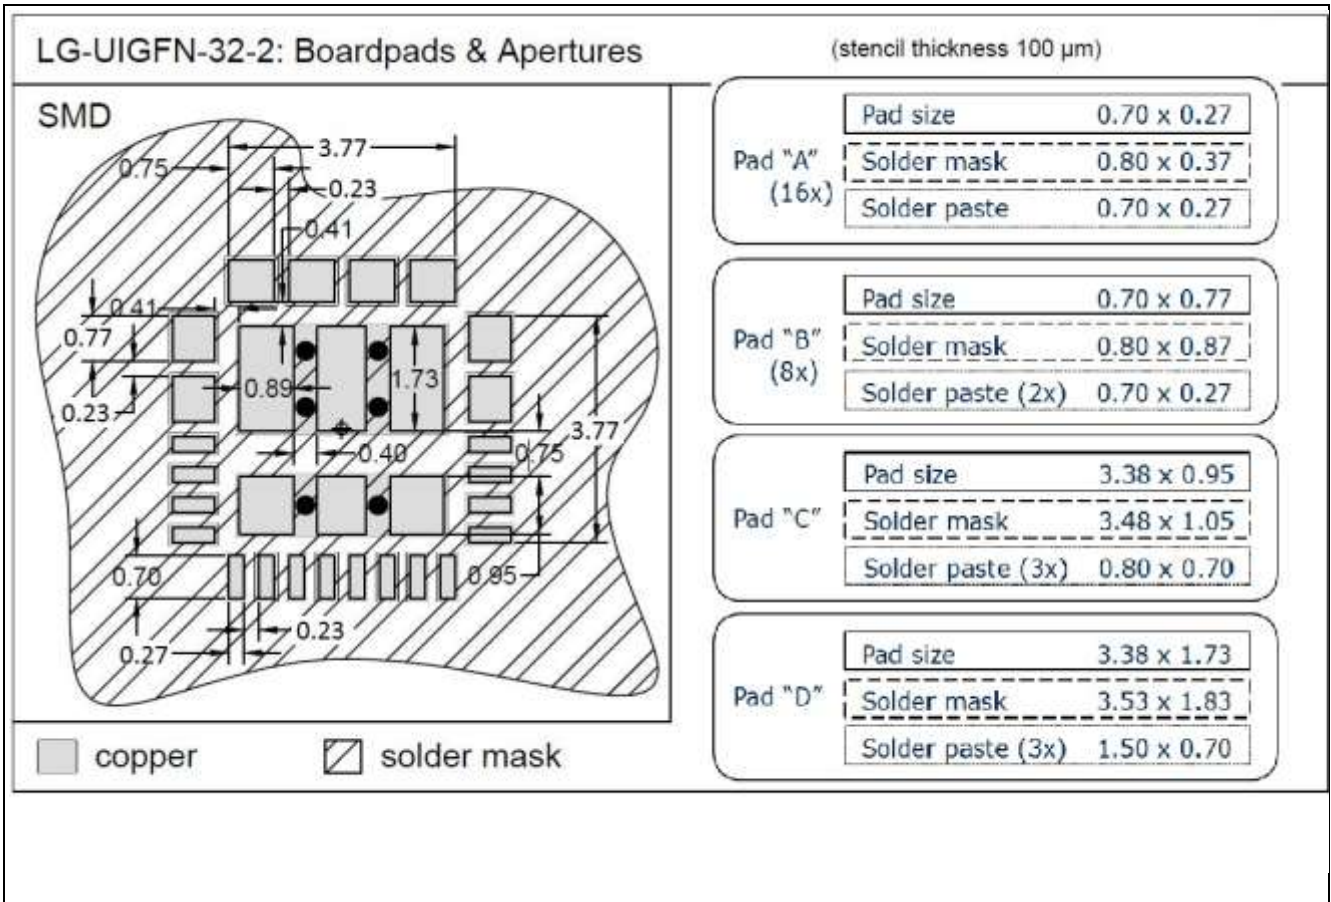 LG-UIGFN-32-2: Boardpads & Apertures (stencil thickness 100 µm)
SMD
3.77
0.75
0.23
0.41
0.41
0.77
0.23
0.89
1.73
0.40
3.77
0.75
0.70
0.95
0.23
0.27
copper
solder mask
Pad "A"
(16x)
Pad size 0.70 x 0.27
Solder mask 0.80 x 0.37
Solder paste 0.70 x 0.27
Pad "B"
(8x)
Pad size 0.70 x 0.77
Solder mask 0.80 x 0.87
Solder paste (2x) 0.70 x 0.27
Pad "C"
Pad size 3.38 x 0.95
Solder mask 3.48 x 1.05
Solder paste (3x) 0.80 x 0.70
Pad "D"
Pad size 3.38 x 1.73
Solder mask 3.53 x 1.83
Solder paste (3x) 1.50 x 0.70